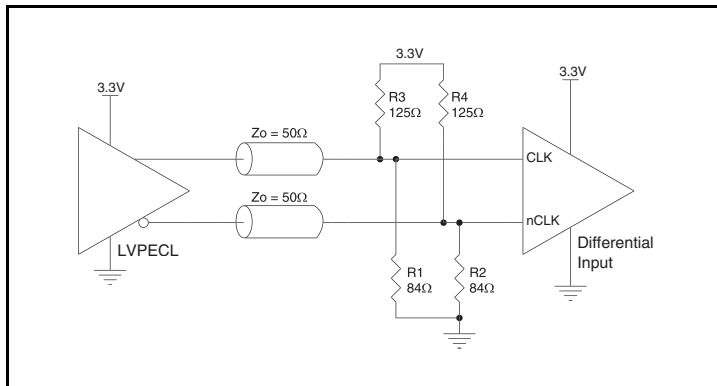 3.3V
3.3V
3.3V
R3
125Ω
R4
125Ω
Zo = 50Ω
CLK
Zo = 50Ω
nCLK
LVPECL
Differential
Input
R1
84Ω
R2
84Ω